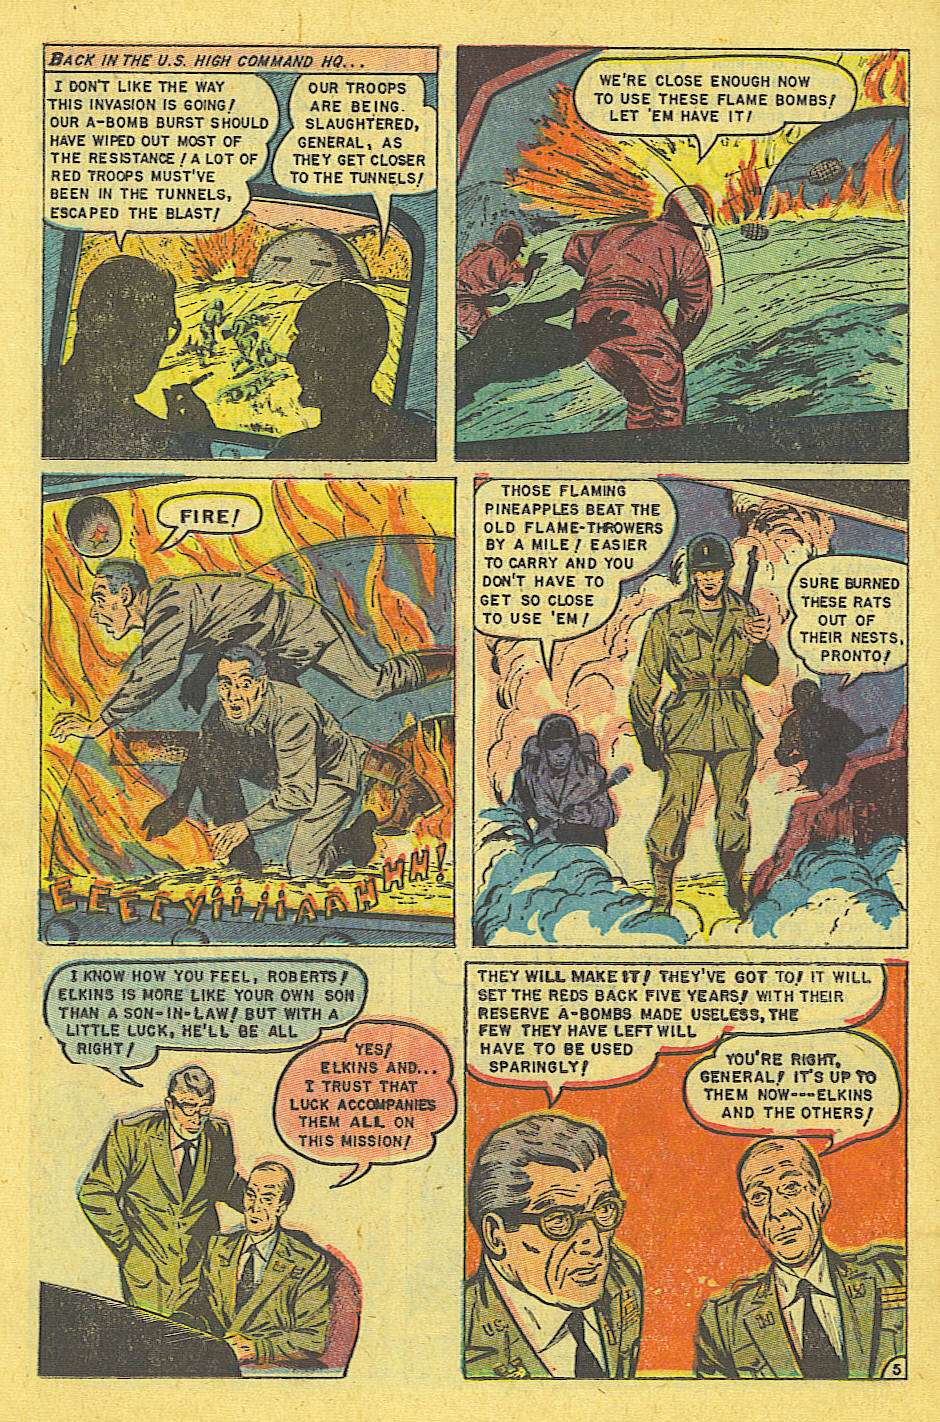 BACK IN THE U.S. HIGH COMMAND HQ...
I DON'T LIKE THE WAY
THIS INVASION IS GOING!
OUR A-BOMB BURST SHOULD
HAVE WIPED OUT MOST OF
THE RESISTANCE! A LOT OF
RED TROOPS MUST'VE
BEEN IN THE TUNNELS,
ESCAPED THE BLAST!
OUR TROOPS
ARE BEING.
SLAUGHTERED,
GENERAL, AS
THEY GET CLOSER
TO THE TUNNELS!
WE'RE CLOSE ENOUGH NOW
TO USE THESE FLAME BOMBS!
LET 'EM HAVE IT!
FIRE!
EEEEYiiiiAAHHH!
THOSE FLAMING
PINEAPPLES BEAT THE
OLD FLAME-THROWERS
BY A MILE! EASIER
TO CARRY AND YOU
DON'T HAVE TO
GET SO CLOSE
TO USE 'EM!
SURE BURNED
THESE RATS
OUT OF
THEIR NESTS,
PRONTO!
I KNOW HOW YOU FEEL, ROBERTS!
ELKINS IS MORE LIKE YOUR OWN SON
THAN A SON-IN-LAW! BUT WITH A
LITTLE LUCK, HE'LL BE ALL
RIGHT!
YES!
ELKINS AND...
I TRUST THAT
LUCK ACCOMPANIES
THEM ALL ON
THIS MISSION!
THEY WILL MAKE IT! THEY'VE GOT TO! IT WILL
SET THE REDS BACK FIVE YEARS! WITH THEIR
RESERVE A-BOMBS MADE USELESS, THE
FEW THEY HAVE LEFT WILL
HAVE TO BE USED
SPARINGLY!
YOU'RE RIGHT,
GENERAL! IT'S UP TO
THEM NOW---ELKINS
AND THE OTHERS!
U.S.
5